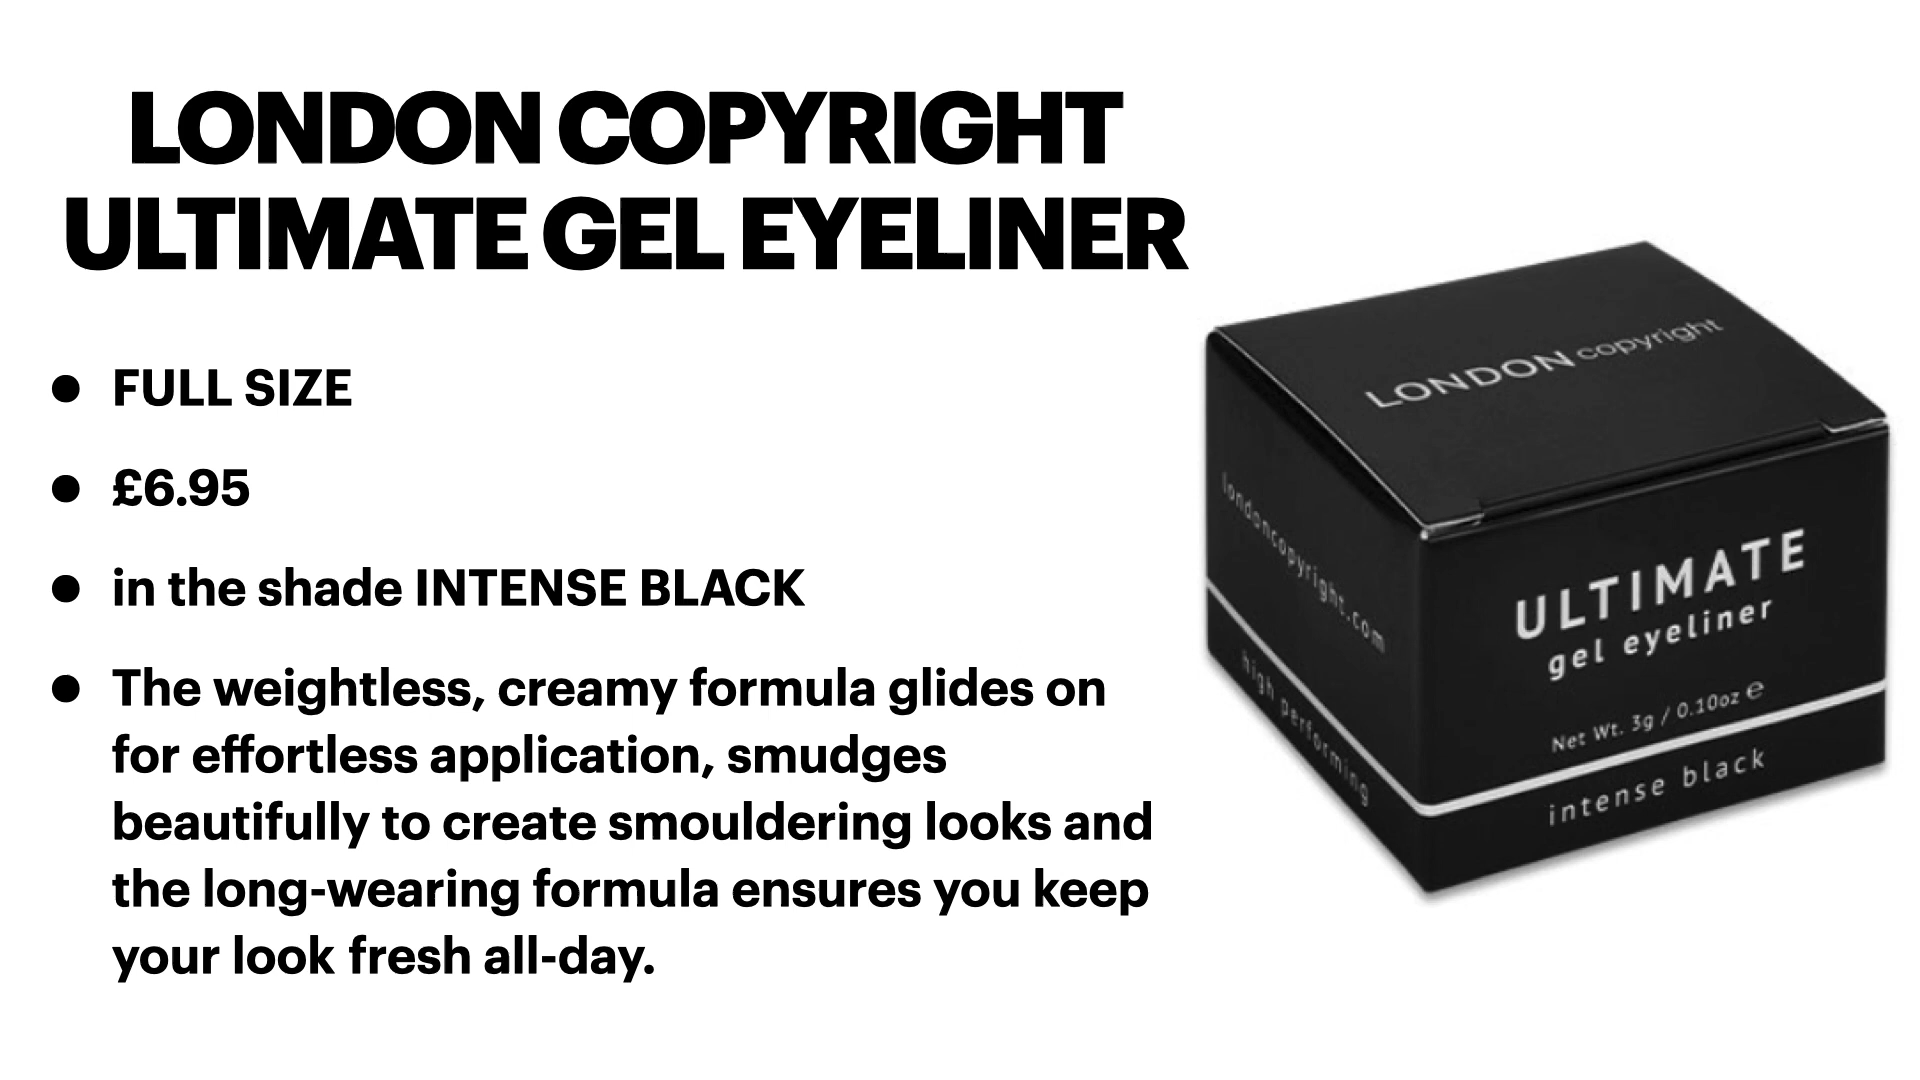 LONDON COPYRIGHT
ULTIMATE GEL EYELINER
● FULL SIZE
● £6.95
● in the shade INTENSE BLACK
● The weightless, creamy formula glides on
for effortless application, smudges
beautifully to create smouldering looks and
the long-wearing formula ensures you keep
your look fresh all-day.
LONDON copyright
londoncopyright.com
high performing
ULTIMATE
gel eyeliner
Net Wt. 3g / 0.10oz ℮
intense black